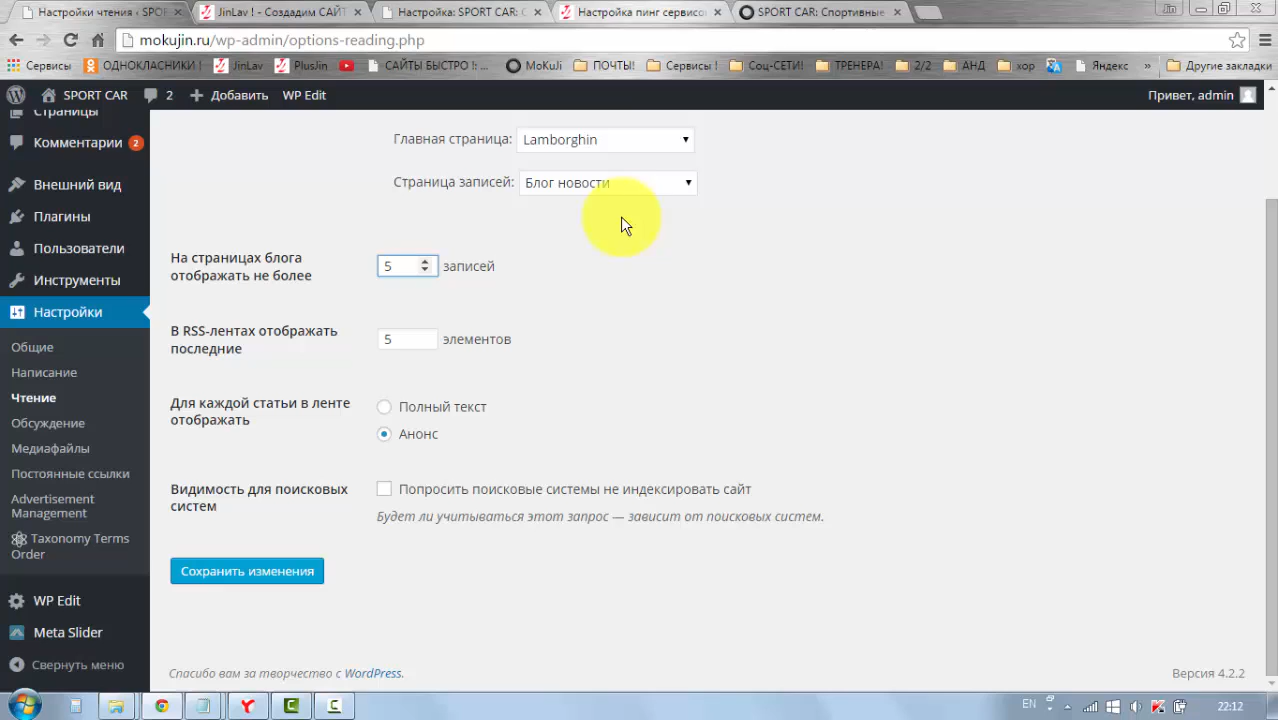 Настройки чтения ‹ SPO
JinLav ! - Создадим САЙТ
Настройка: SPORT CAR: С
Настройка пинг сервисо
SPORT CAR: Спортивные
mokujin.ru/wp-admin/options-reading.php
Сервисы
ОДНОКЛАСНИКИ !
JinLav
PlusJin
САЙТЫ БЫСТРО !: ...
MoKuJi
ПОЧТЫ!
Сервисы !
Соц-СЕТИ!
ТРЕНЕРА!
2/2
АНД
хор
Яндекс
»
Другие закладки
SPORT CAR
2
Добавить
WP Edit
Привет, admin
Страницы
Комментарии 2
Внешний вид
Плагины
Пользователи
Инструменты
Настройки
Общие
Написание
Чтение
Обсуждение
Медиафайлы
Постоянные ссылки
Advertisement
Management
Taxonomy Terms
Order
WP Edit
Meta Slider
Свернуть меню
Главная страница: Lamborghin
Страница записей: Блог новости
На страницах блога
отображать не более
5 записей
В RSS-лентах отображать
последние
5 элементов
Для каждой статьи в ленте
отображать
Полный текст
Анонс
Видимость для поисковых
систем
Попросить поисковые системы не индексировать сайт
Будет ли учитываться этот запрос — зависит от поисковых систем.
Сохранить изменения
Спасибо вам за творчество с WordPress.
Версия 4.2.2
EN
22:12